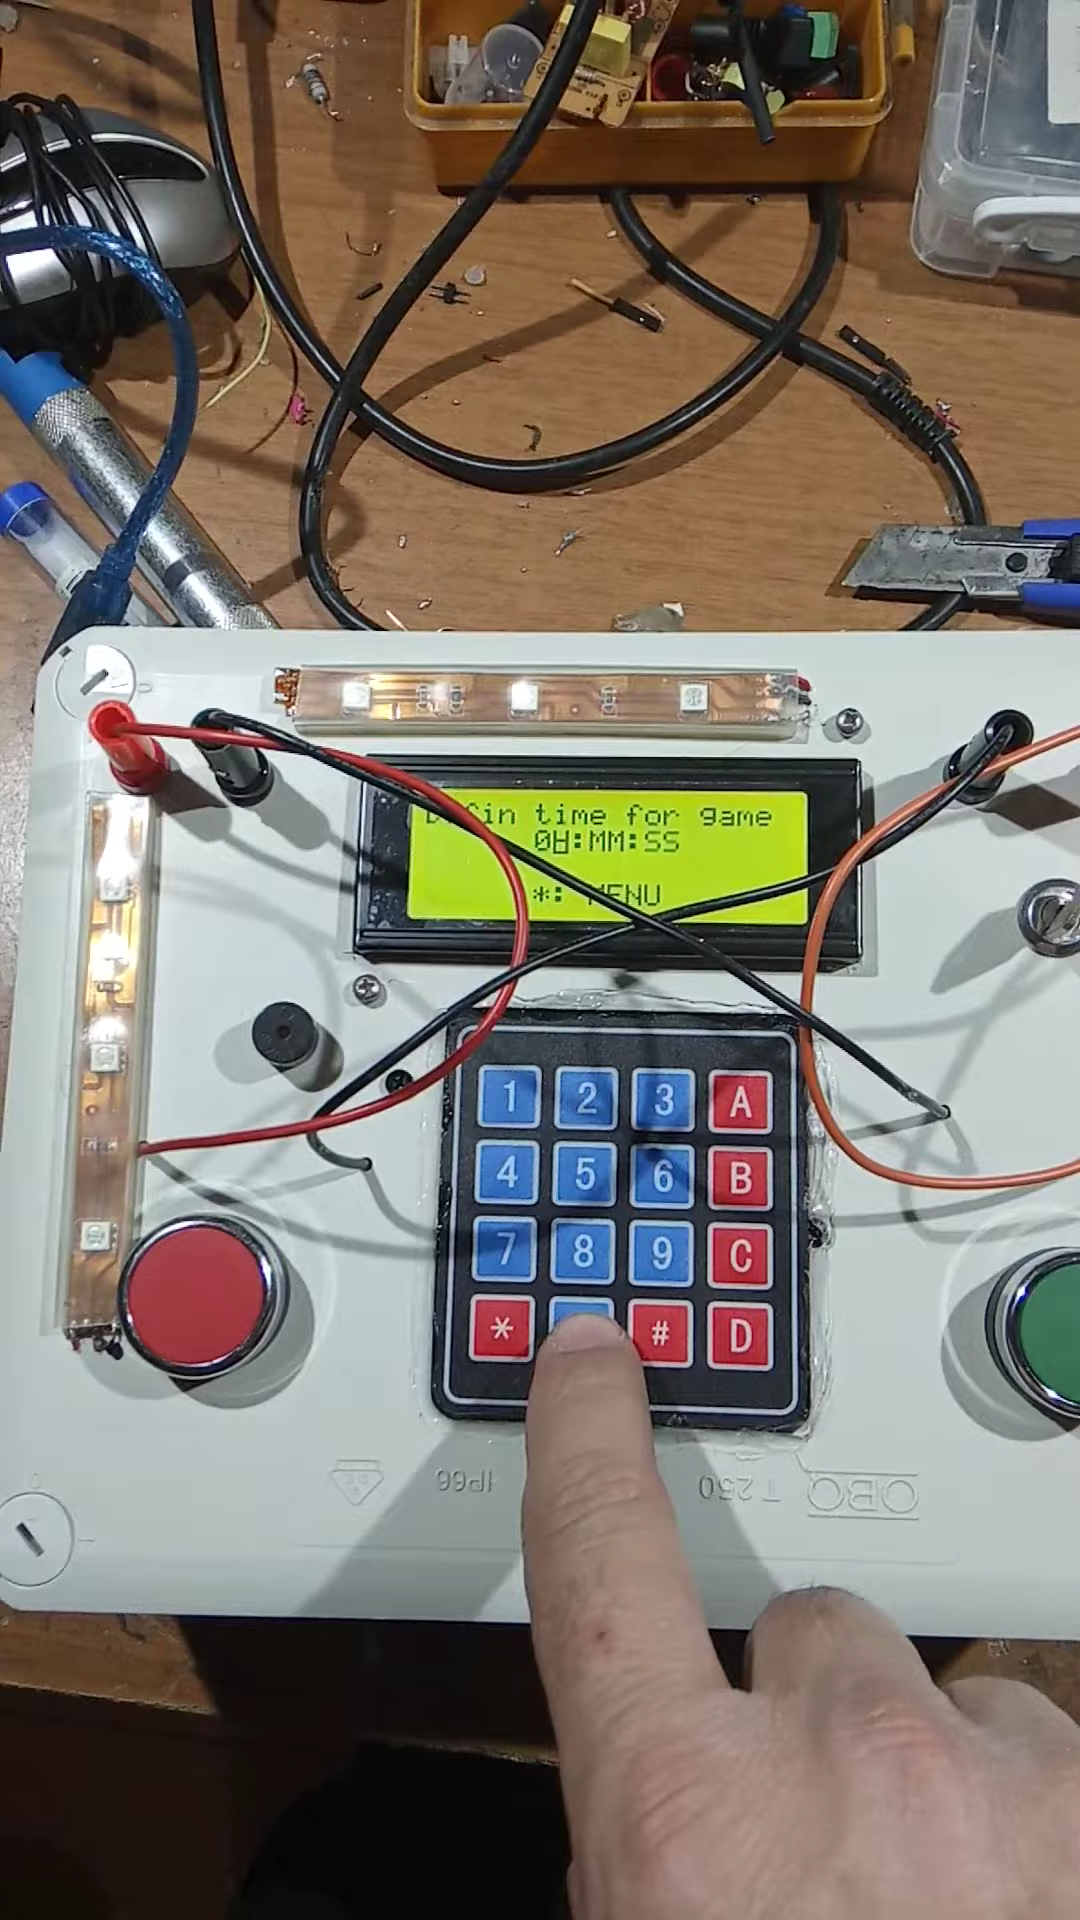 fin time for game
0H:MM:SS
*: MENU
1 2 3 A
4 5 6 B
7 8 9 C
* # D
IP66
T 250
OBO